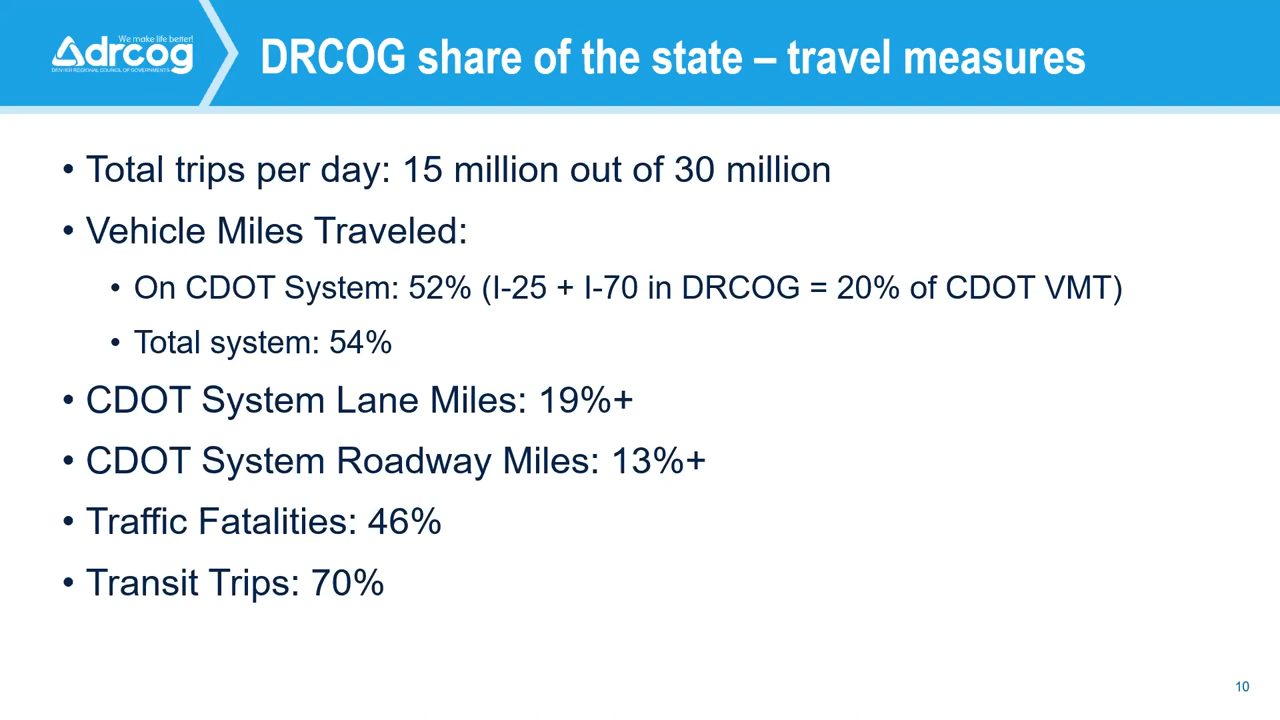 We make life better!
drcog
DENVER REGIONAL COUNCIL OF GOVERNMENTS
DRCOG share of the state – travel measures
• Total trips per day: 15 million out of 30 million
• Vehicle Miles Traveled:
• On CDOT System: 52% (I-25 + I-70 in DRCOG = 20% of CDOT VMT)
• Total system: 54%
• CDOT System Lane Miles: 19%+
• CDOT System Roadway Miles: 13%+
• Traffic Fatalities: 46%
• Transit Trips: 70%
10